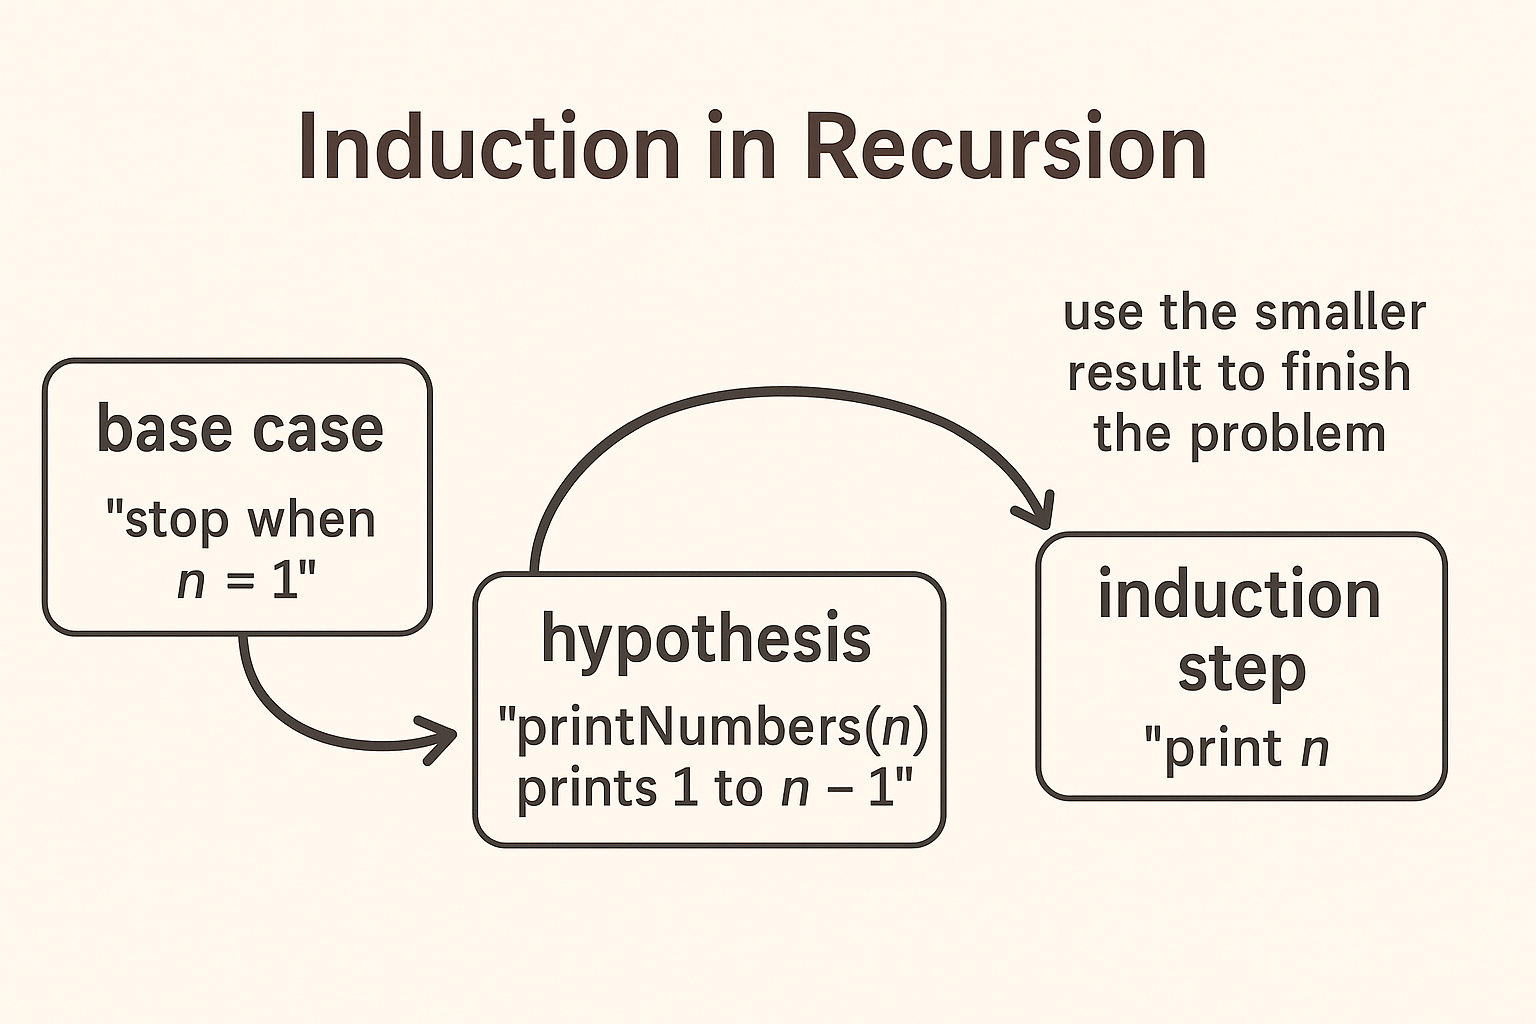 Induction in Recursion
base case
"stop when
n = 1"
hypothesis
"printNumbers(n)
prints 1 to n – 1"
use the smaller
result to finish
the problem
induction
step
"print n